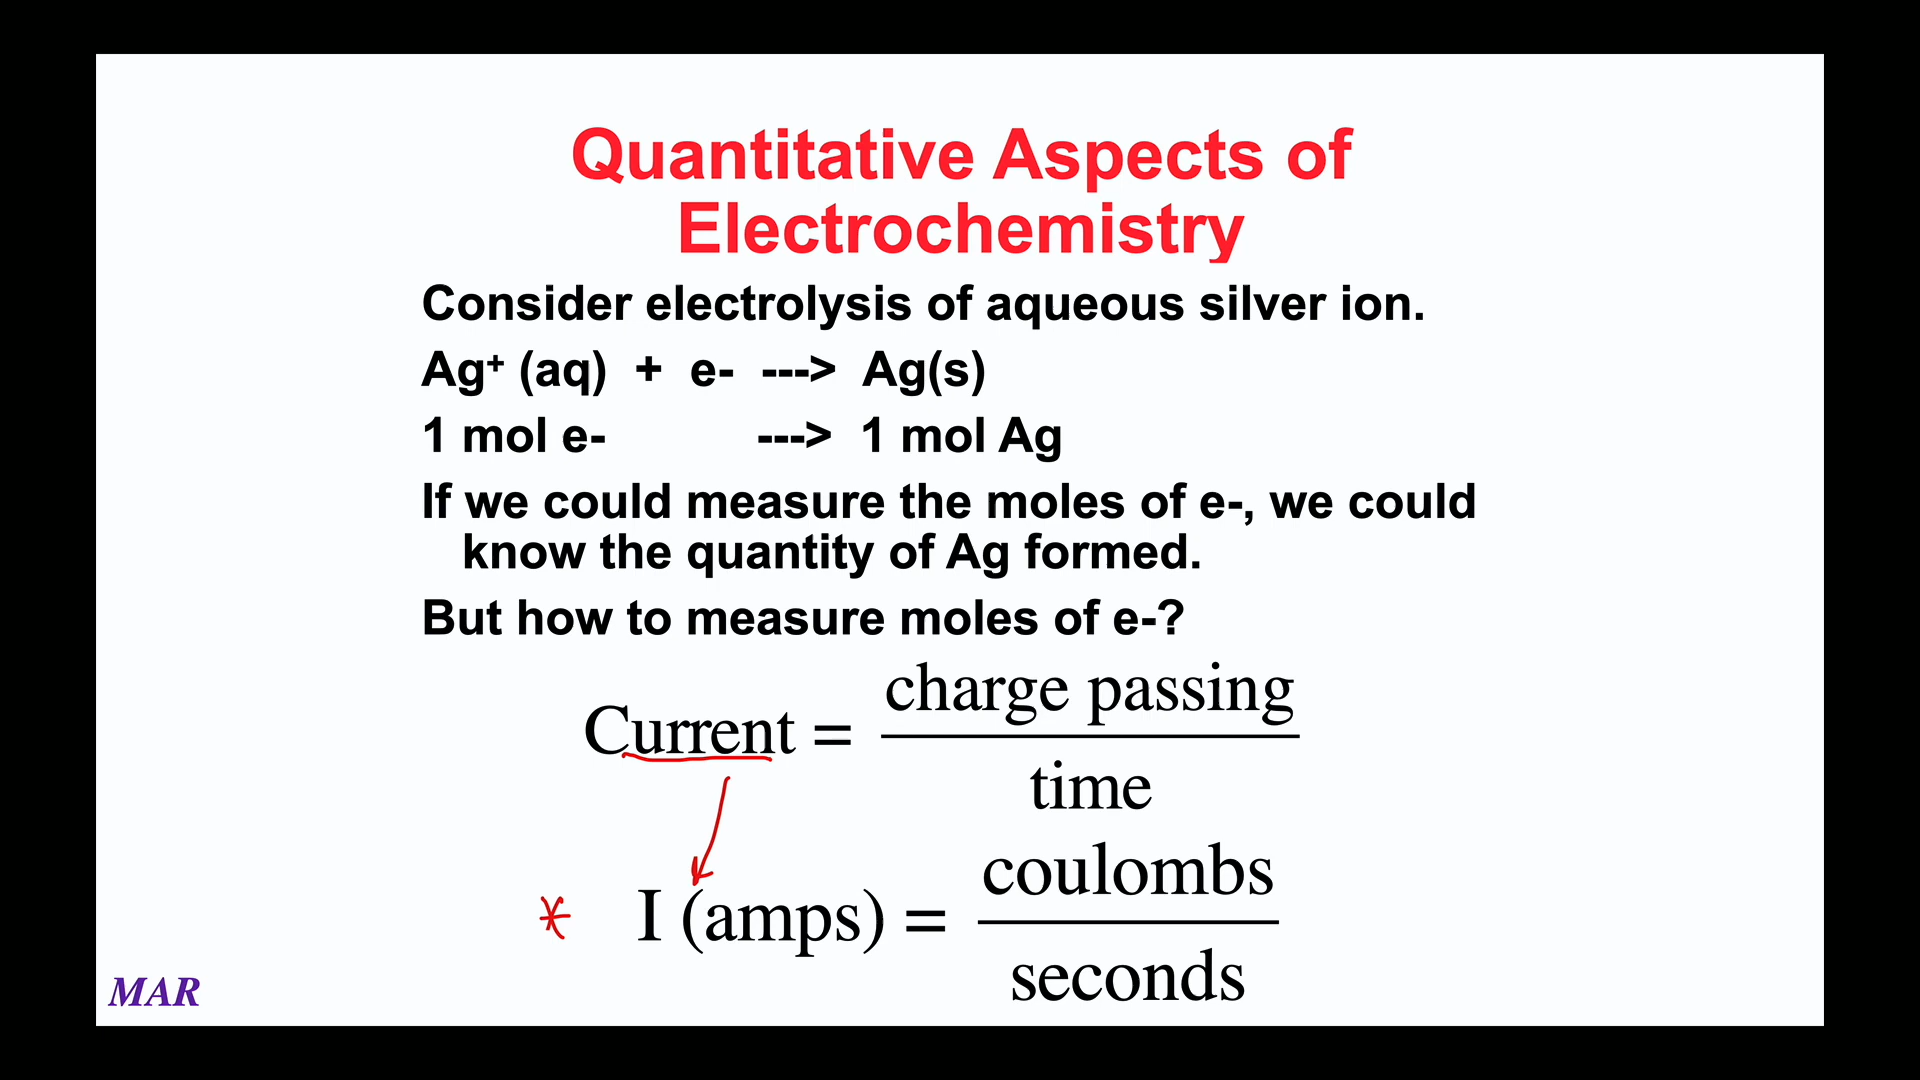 Quantitative Aspects of
Electrochemistry
Consider electrolysis of aqueous silver ion.
Ag⁺ (aq) + e- ---> Ag(s)
1 mol e- ---> 1 mol Ag
If we could measure the moles of e-, we could
know the quantity of Ag formed.
But how to measure moles of e-?
Current = charge passing / time
* I (amps) = coulombs / seconds
MAR